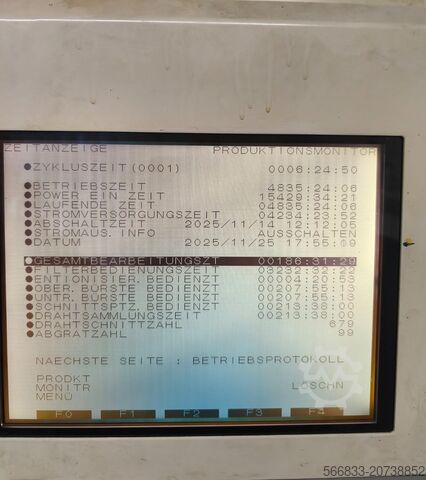 ZEITANZEIGE PRODUKTIONSMONITOR
ZYKLUSZEIT(0001) 0006:24:50
BETRIEBSZEIT 4835:24:06
POWER EIN ZEIT 15429:34:21
LAUFENDE ZEIT 04835:24:06
STROMVERSORGUNGSZEIT 04234:23:52
ABSCHALTZEIT 2025/11/14 12:12:05
STROMAUS. INFO AUSSCHALTEN
DATUM 2025/11/25 17:55:09
GESAMTBEARBEITUNGSZT 00186:31:29
FILTERBEDIENUNGSZEIT 03232:32:22
ENTIONISIER. BEDIENZT 00004:20:53
OBER. BÜRSTE BEDIENZT 00207:55:13
UNTR. BÜRSTE BEDIENZT 00207:55:13
SCHNITTSPTZ. BEDIENZT 00213:38:00
DRAHTSAMMLUNGSZEIT 00213:38:00
DRAHTSCHNITTZAHL 679
ABGRATZAHL 99
NAECHSTE SEITE : BETRIEBSPROTOKOLL
PRODKT
MONITR LÖSCHN
MENÜ
F0 F1 F2 F3 F4
566833-20738852